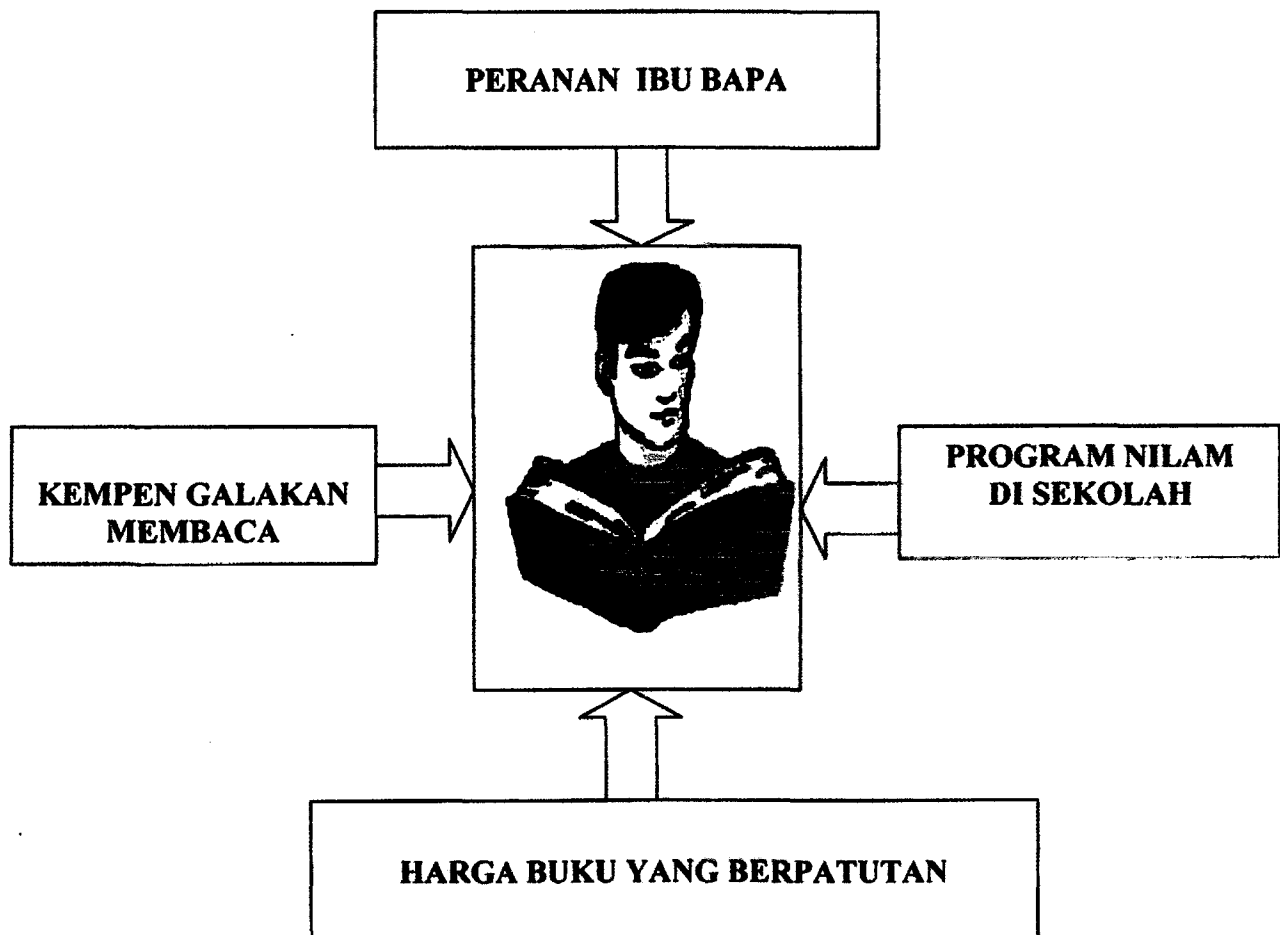 PERANAN IBU BAPA
KEMPEN GALAKAN
MEMBACA
PROGRAM NILAM
DI SEKOLAH
HARGA BUKU YANG BERPATUTAN